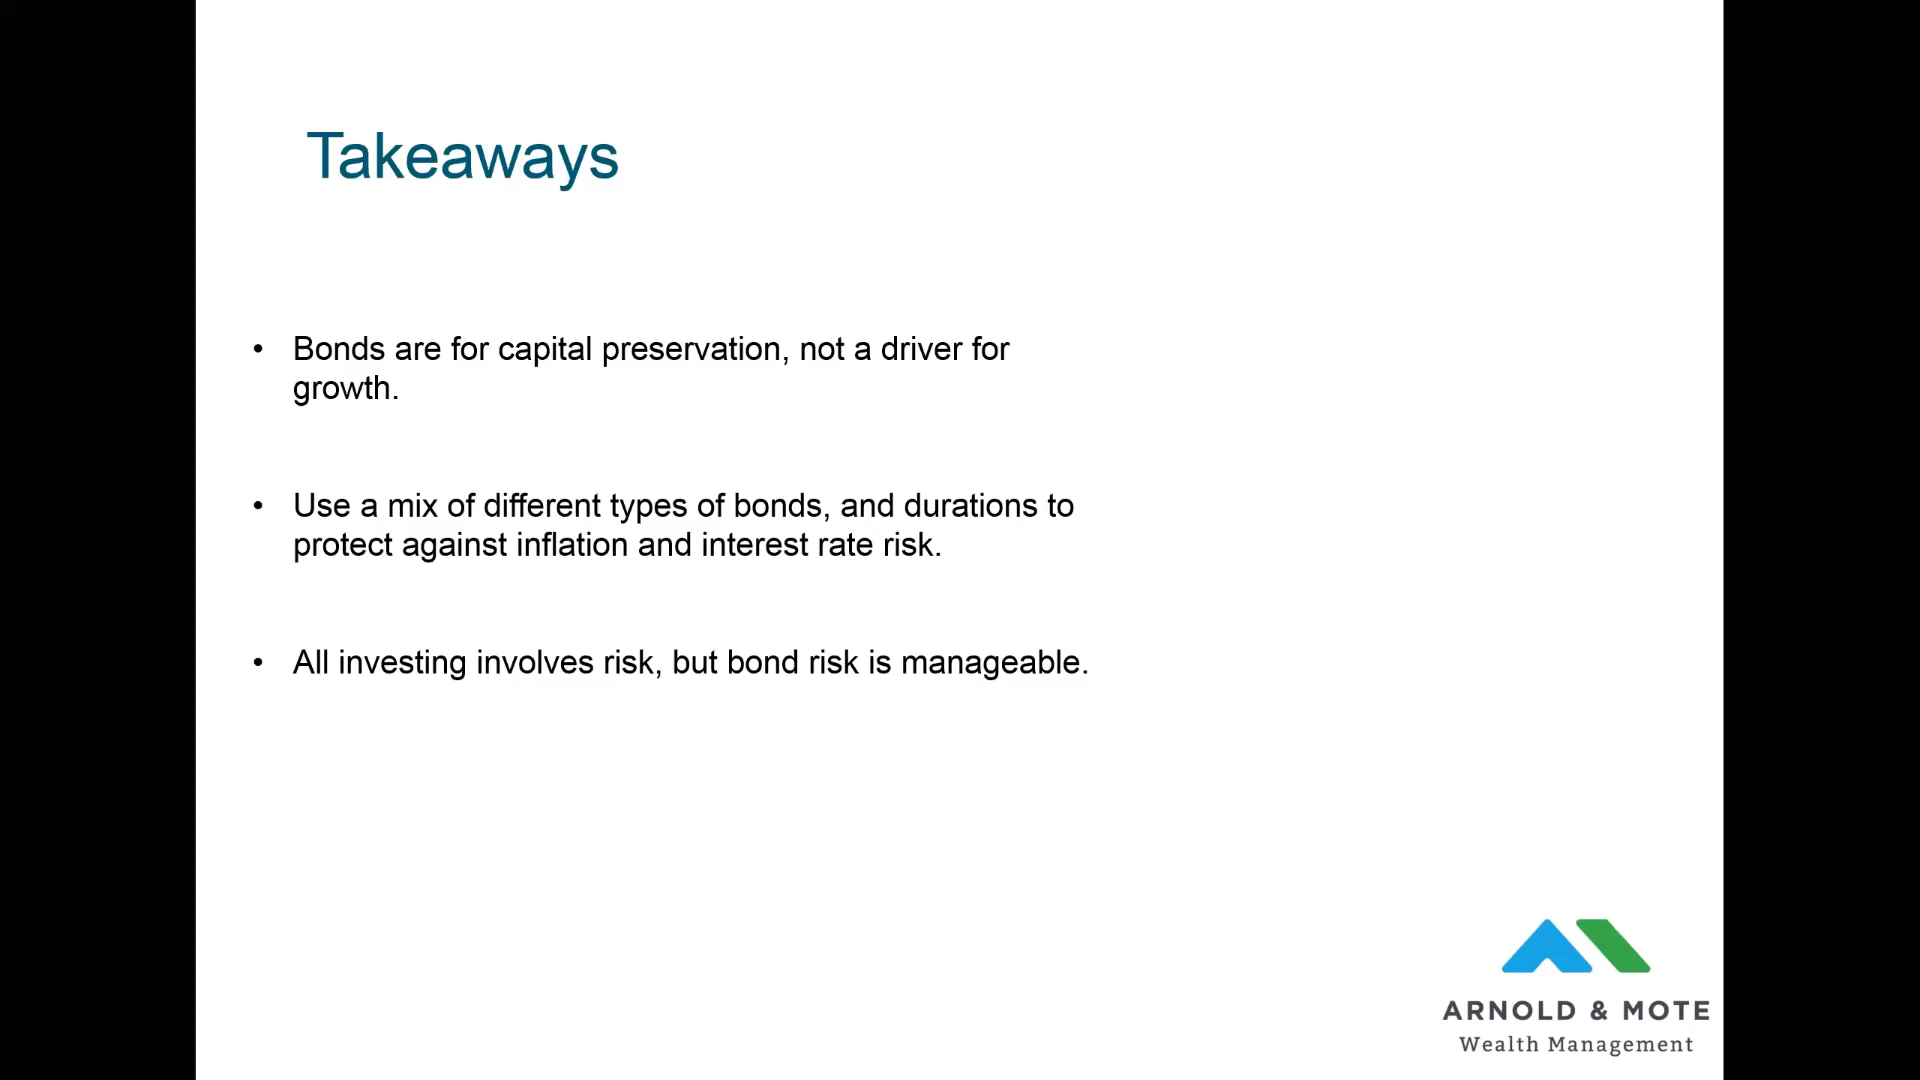 Takeaways
• Bonds are for capital preservation, not a driver for
growth.
• Use a mix of different types of bonds, and durations to
protect against inflation and interest rate risk.
• All investing involves risk, but bond risk is manageable.
ARNOLD & MOTE
Wealth Management